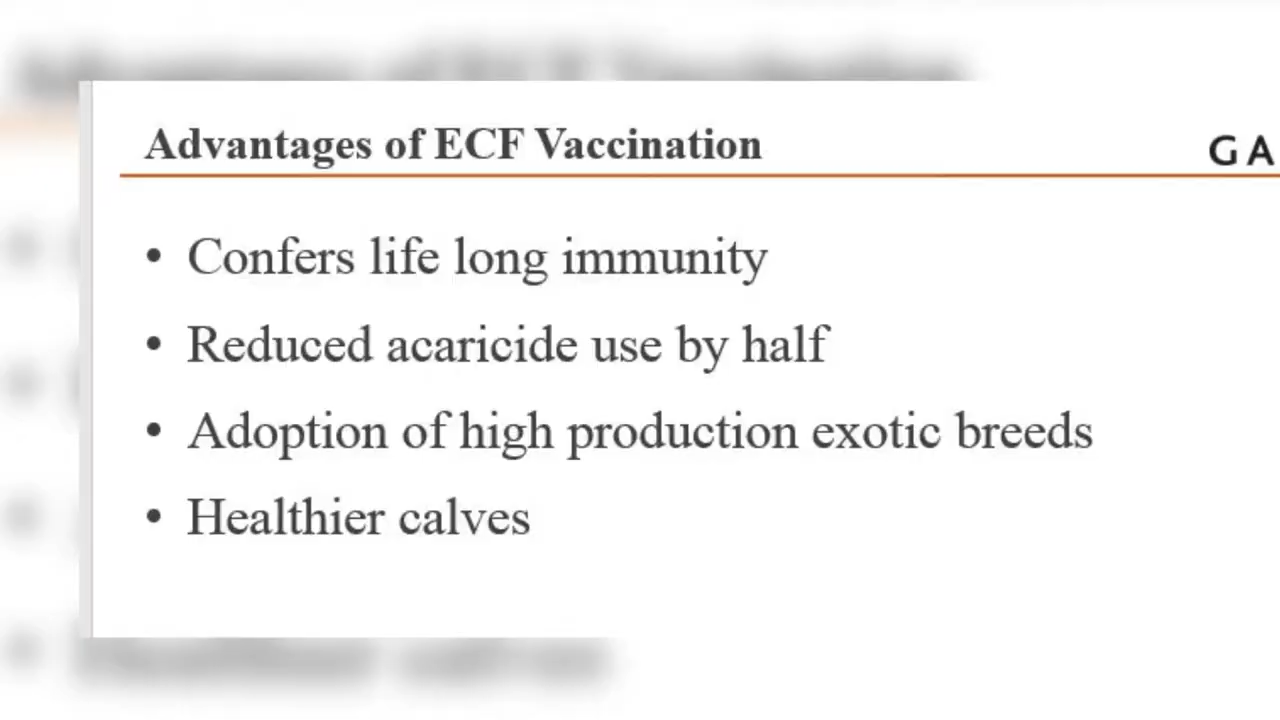 Advantages of ECF Vaccination
G A
• Confers life long immunity
• Reduced acaricide use by half
• Adoption of high production exotic breeds
• Healthier calves